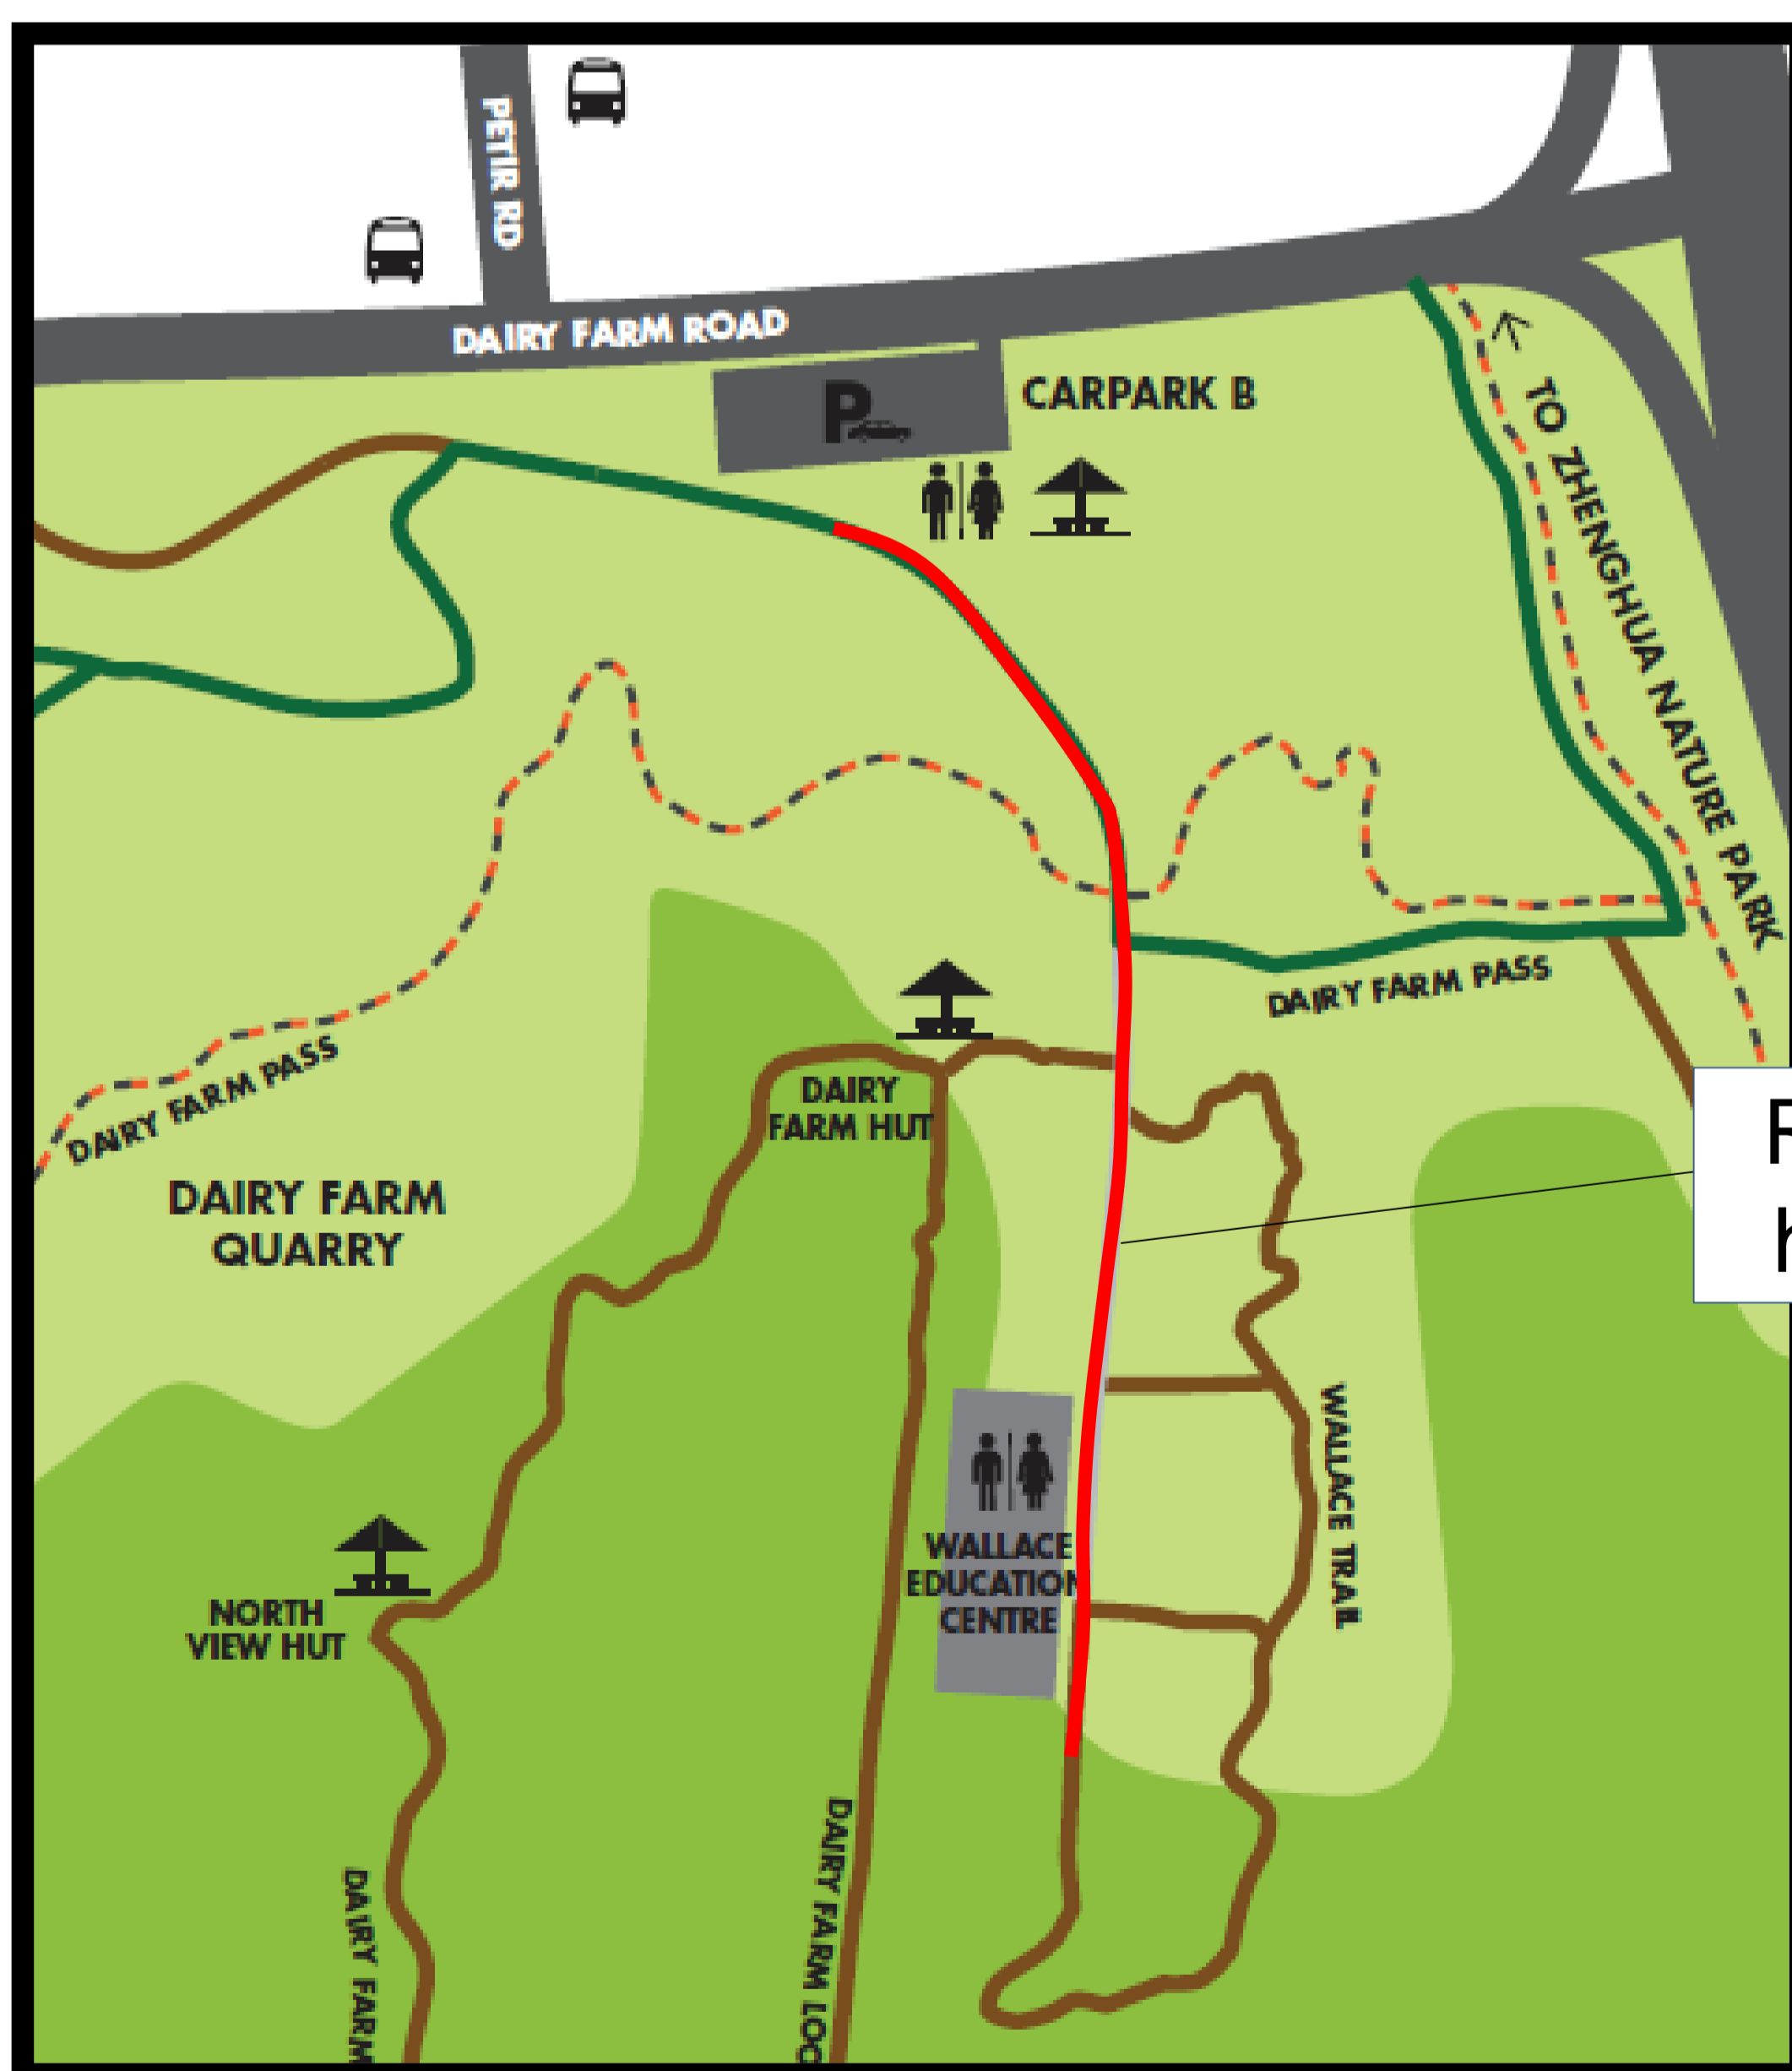 PETIR RD
DAIRY FARM ROAD
P
CARPARK B
TO ZHENGHUA NATURE PARK
DAIRY FARM PASS
DAIRY FARM PASS
DAIRY
FARM HUT
R
DAIRY FARM
QUARRY
h
WALLACE TRAIL
WALLACE
EDUCATION
CENTRE
NORTH
VIEW HUT
DAIRY FARM LOO
DAIRY FARM